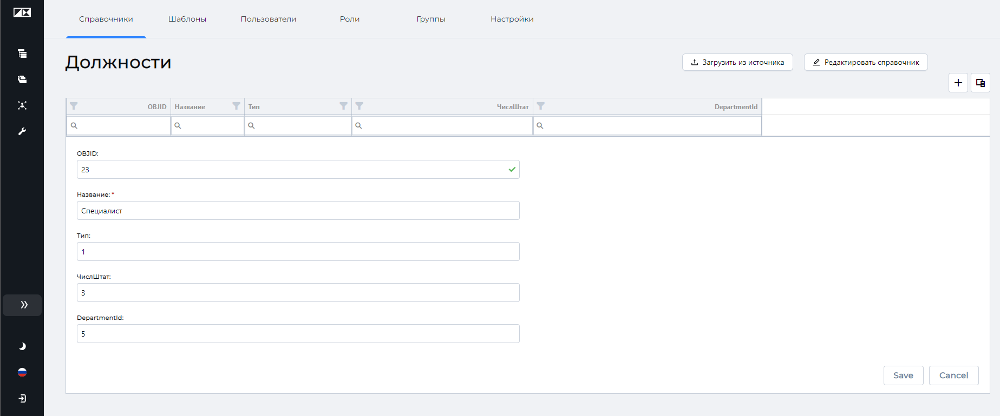 Справочники Шаблоны Пользователи Роли Группы Настройки
Должности
Загрузить из источника Редактировать справочник
OBJID Название Тип ЧислШтат DepartmentId
OBJID:
23
Название: *
Специалист
Тип:
1
ЧислШтат:
3
DepartmentId:
5
Save Cancel